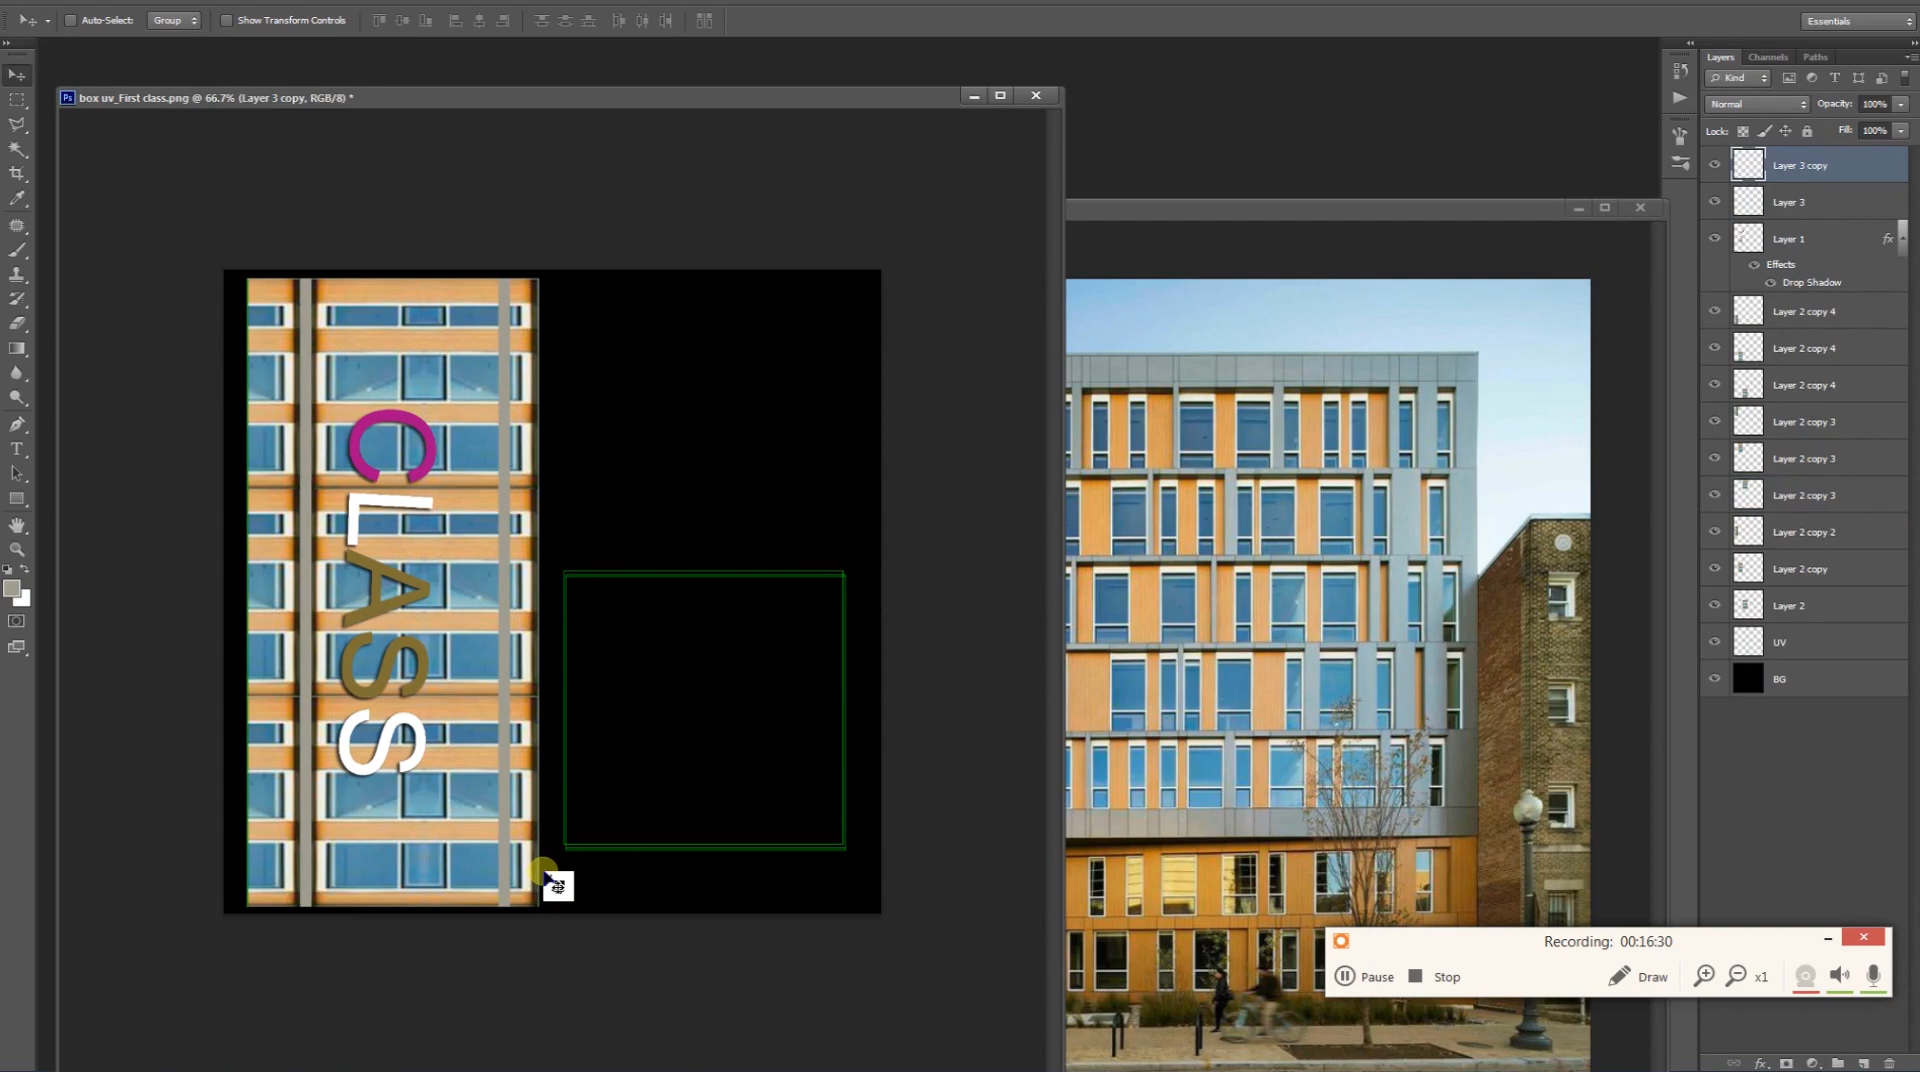 Auto-Select:
Group
Show Transform Controls
Essentials
box uv_First class.png @ 66.7% (Layer 3 copy, RGB/8) *
Layers
Channels
Paths
Kind
Normal
Opacity: 100%
Lock:
Fill: 100%
Layer 3 copy
Layer 3
Layer 1
fx
Effects
Drop Shadow
Layer 2 copy 4
Layer 2 copy 4
Layer 2 copy 4
Layer 2 copy 3
Layer 2 copy 3
Layer 2 copy 3
Layer 2 copy 2
Layer 2 copy
Layer 2
UV
BG
CLASS
Recording: 00:16:30
Pause
Stop
Draw
x1
fx